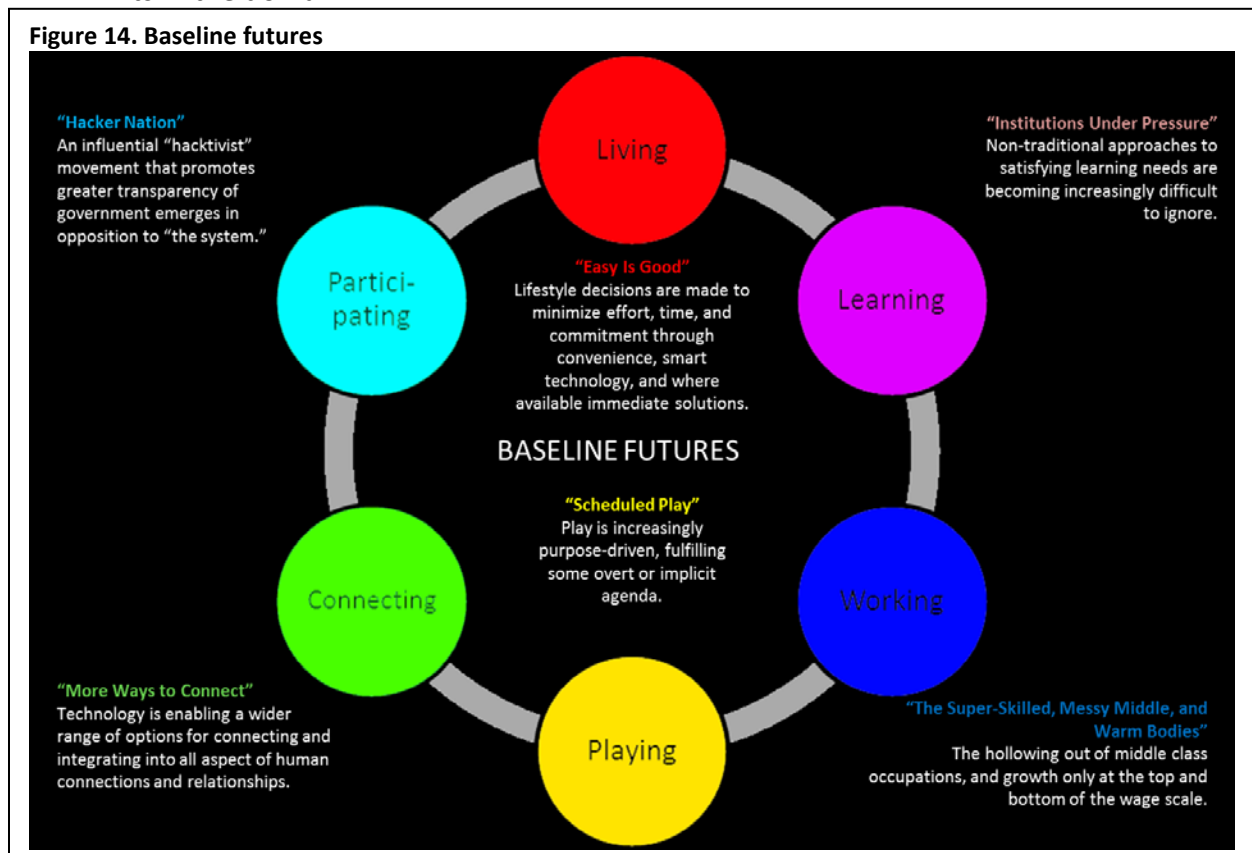 Figure 14. Baseline futures
"Hacker Nation"
An influential "hacktivist"
movement that promotes
greater transparency of
government emerges in
opposition to "the system."
Living
"Institutions Under Pressure"
Non-traditional approaches to
satisfying learning needs are
becoming increasingly difficult
to ignore.
Partici-
pating
"Easy Is Good"
Lifestyle decisions are made to
minimize effort, time, and
commitment through
convenience, smart
technology, and where
available immediate solutions.
Learning
BASELINE FUTURES
"Scheduled Play"
Play is increasingly
purpose-driven, fulfilling
some overt or implicit
agenda.
Connecting
Working
"More Ways to Connect"
Technology is enabling a wider
range of options for connecting and
integrating into all aspect of human
connections and relationships.
Playing
"The Super-Skilled, Messy Middle, and
Warm Bodies"
The hollowing out of middle class
occupations, and growth only at the top and
bottom of the wage scale.